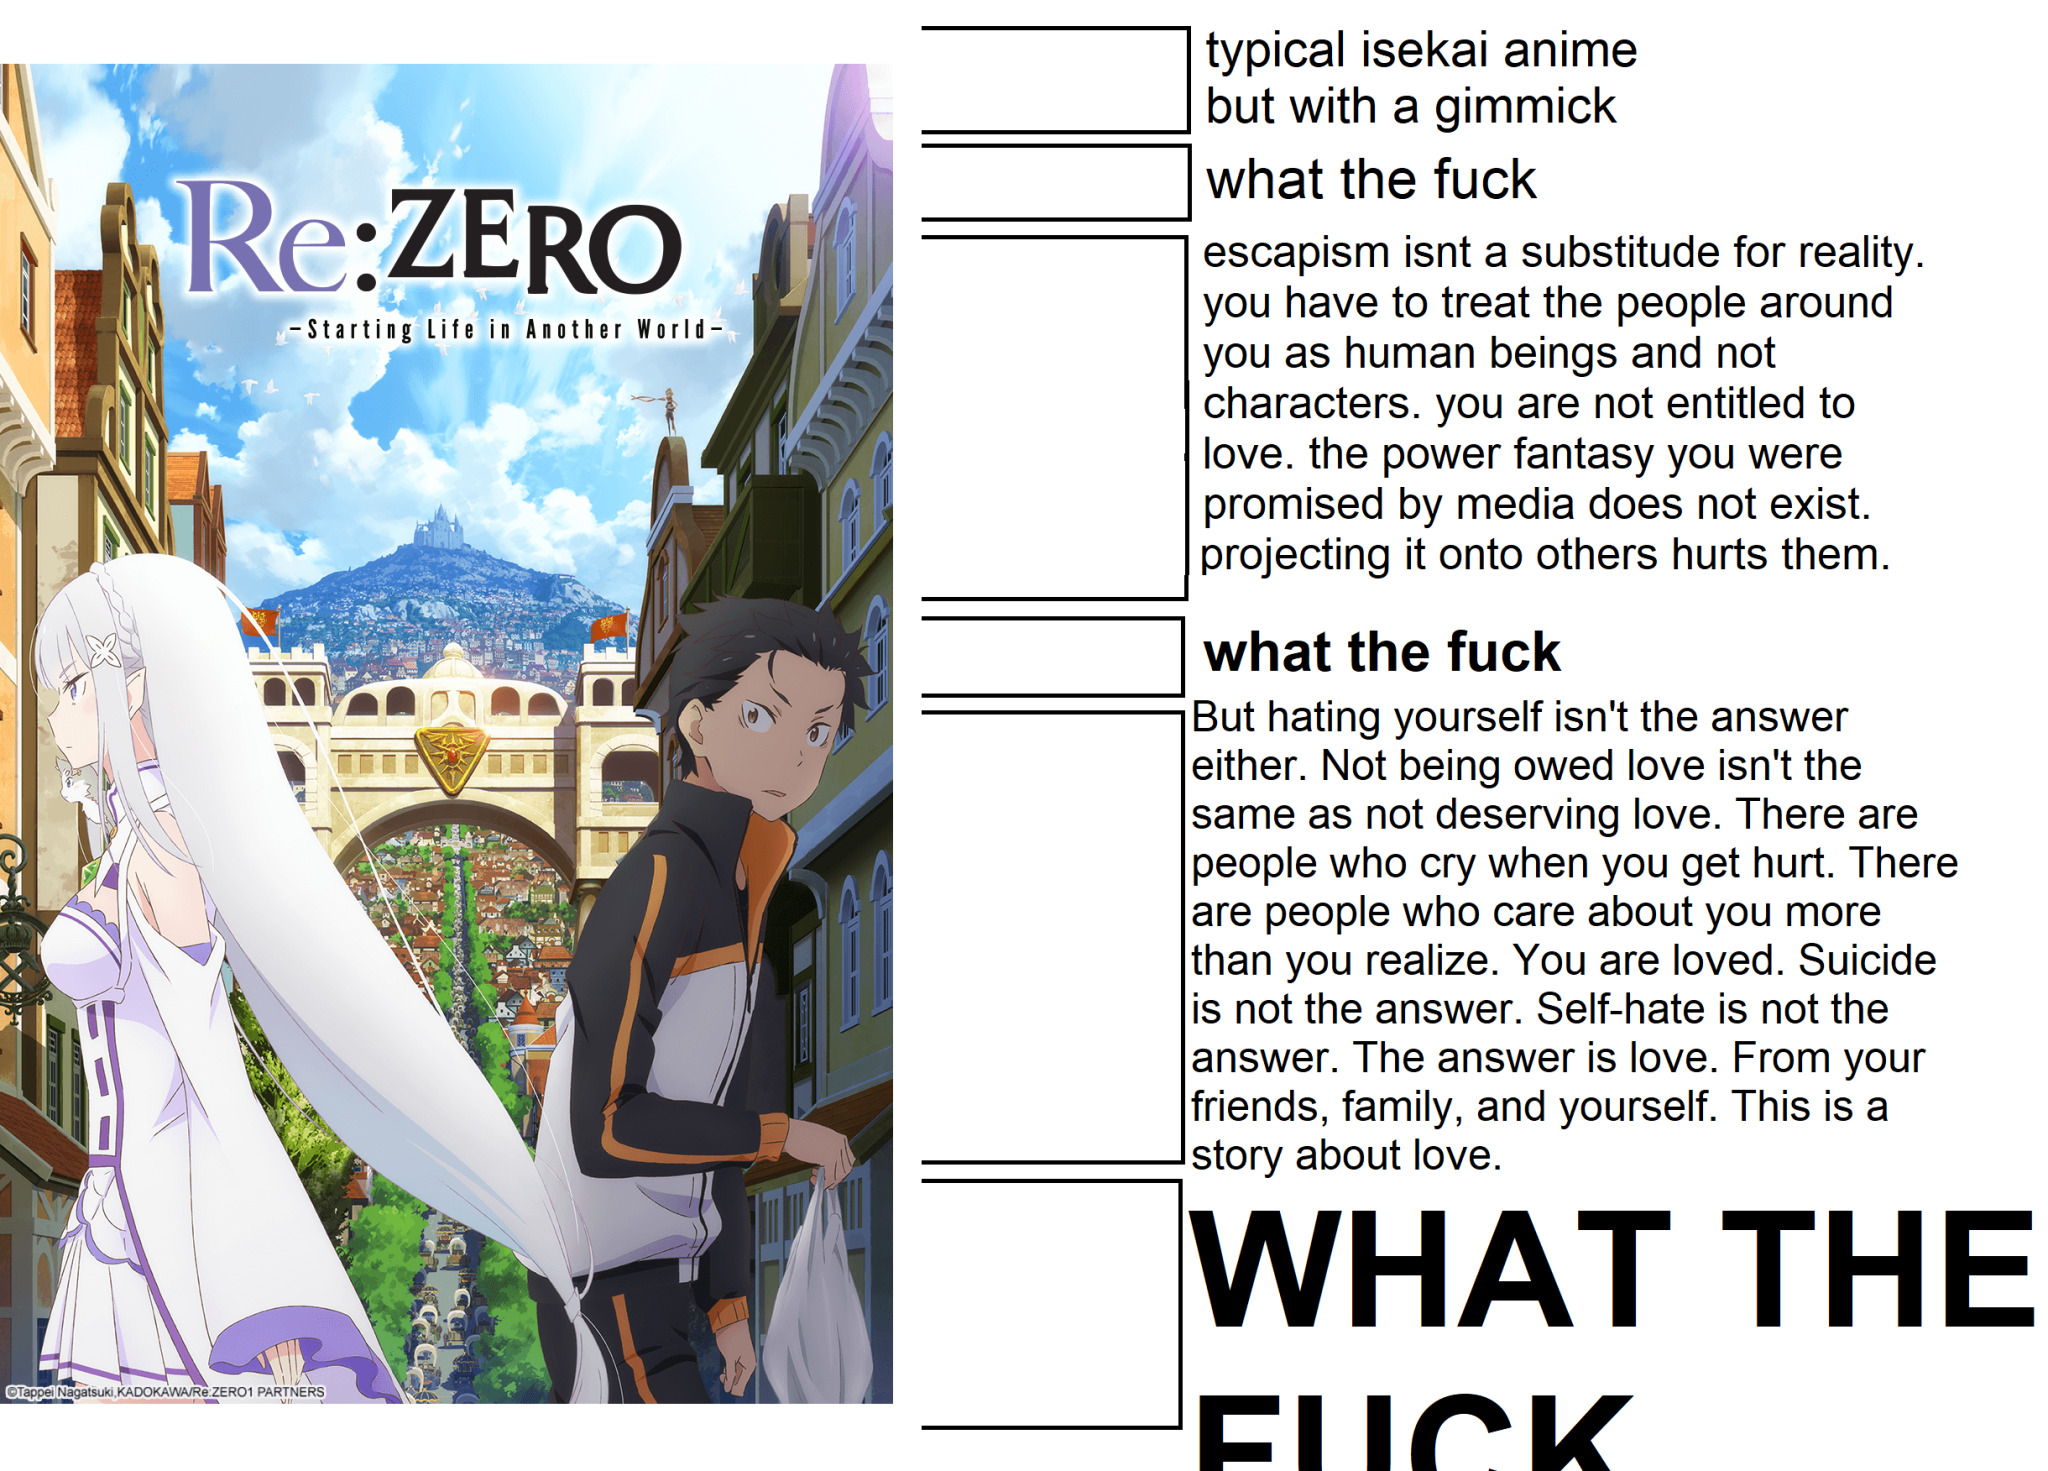 Re:ZERO
-Starting Life in Another World-
©Tappei Nagatsuki,KADOKAWA/Re:ZERO1 PARTNERS
typical isekai anime
but with a gimmick
what the fuck
escapism isnt a substitude for reality.
you have to treat the people around
you as human beings and not
characters. you are not entitled to
love. the power fantasy you were
promised by media does not exist.
projecting it onto others hurts them.
what the fuck
But hating yourself isn't the answer
either. Not being owed love isn't the
same as not deserving love. There are
people who cry when you get hurt. There
are people who care about you more
than you realize. You are loved. Suicide
is not the answer. Self-hate is not the
answer. The answer is love. From your
friends, family, and yourself. This is a
story about love.
WHAT THE
FUCK